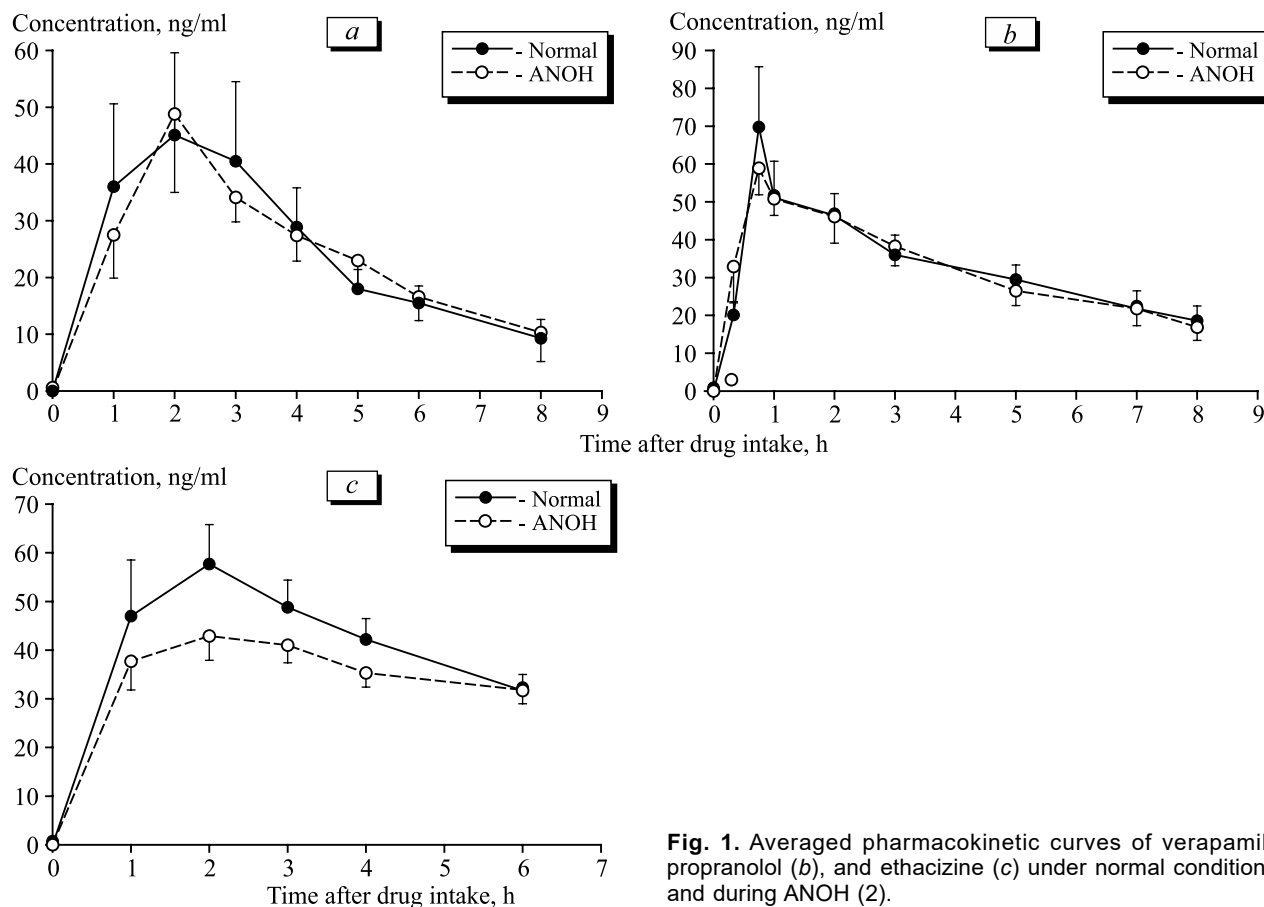 Concentration, ng/ml
a
- Normal
- ANOH
60
50
40
30
20
10
0
0 1 2 3 4 5 6 7 8 9
Concentration, ng/ml
b
- Normal
- ANOH
90
80
70
60
50
40
30
20
10
0
0 1 2 3 4 5 6 7 8 9
Time after drug intake, h
Concentration, ng/ml
c
- Normal
- ANOH
70
60
50
40
30
20
10
0
0 1 2 3 4 5 6 7
Time after drug intake, h
Fig. 1. Averaged pharmacokinetic curves of verapamil
propranolol (b), and ethacizine (c) under normal condition
and during ANOH (2).